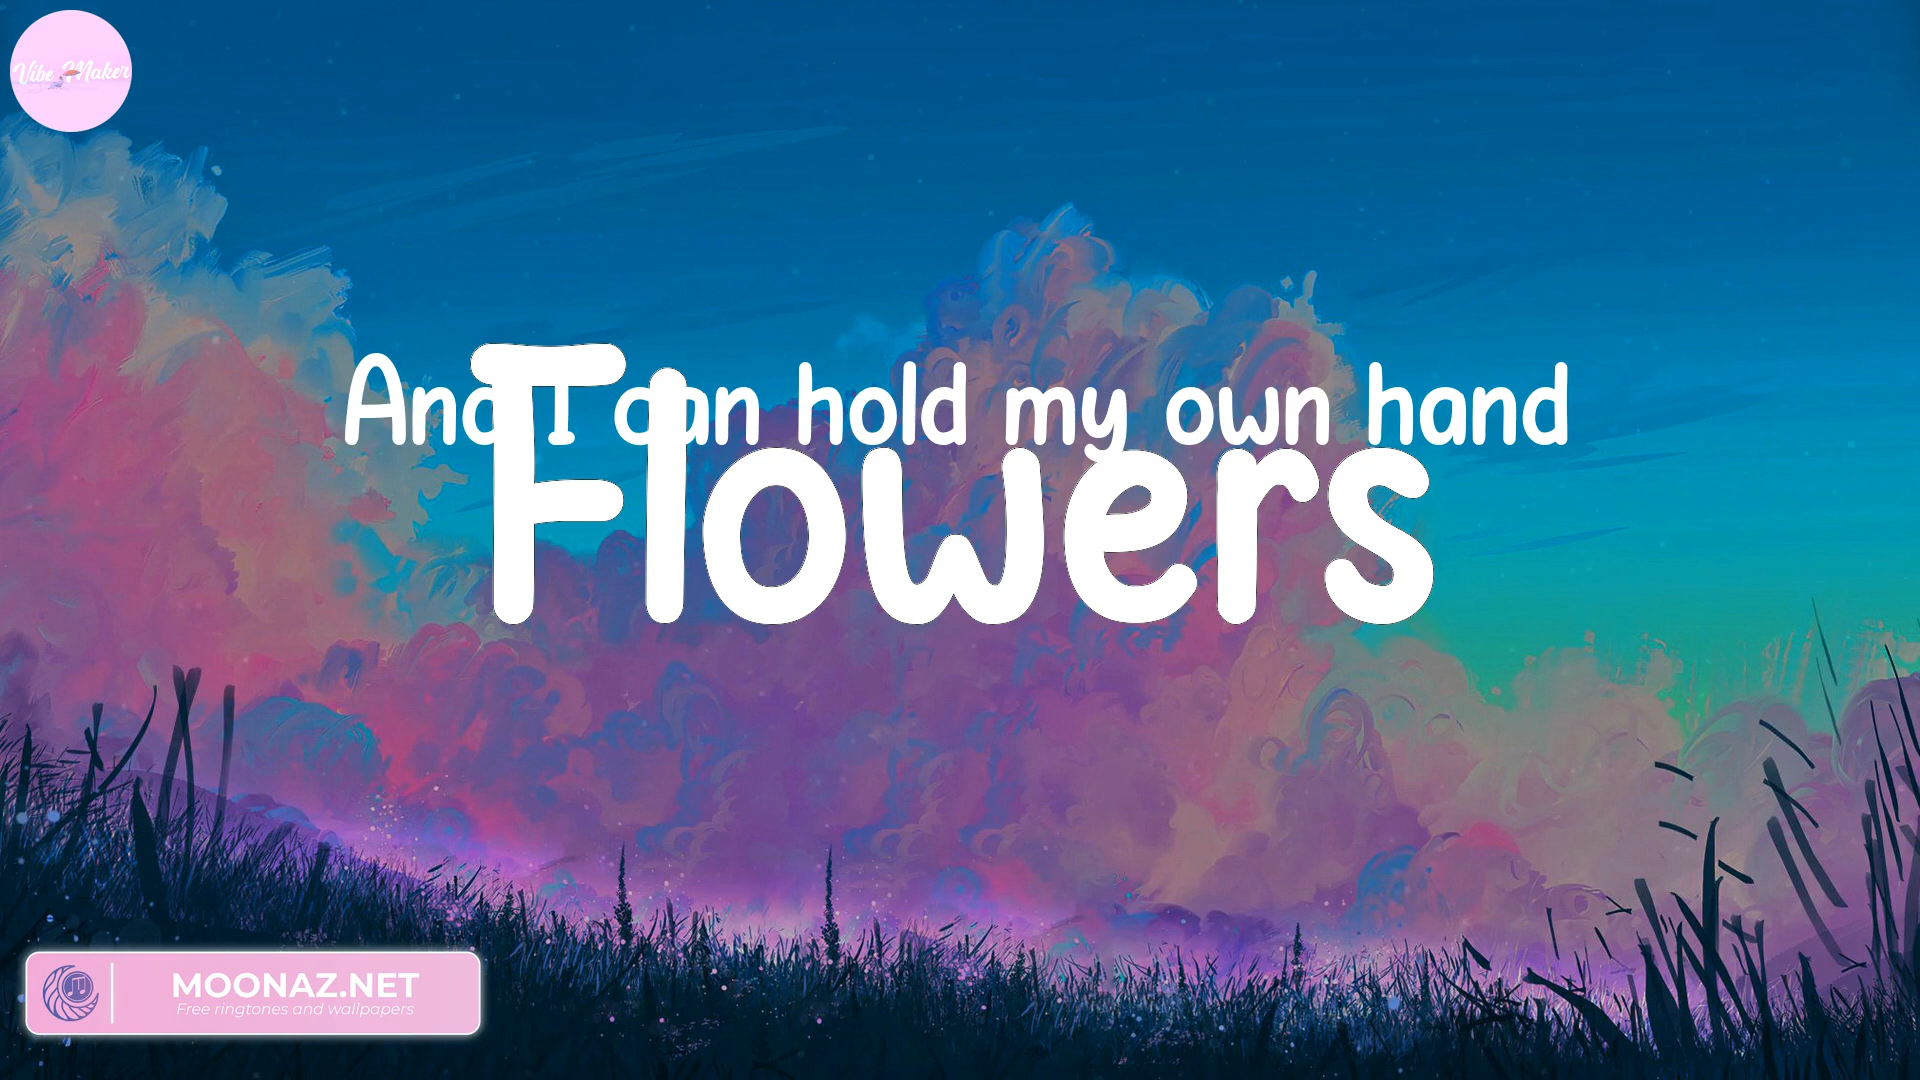 Vibe Maker
And I can hold my own hand
Flowers
MOONAZ.NET
Free ringtones and wallpapers